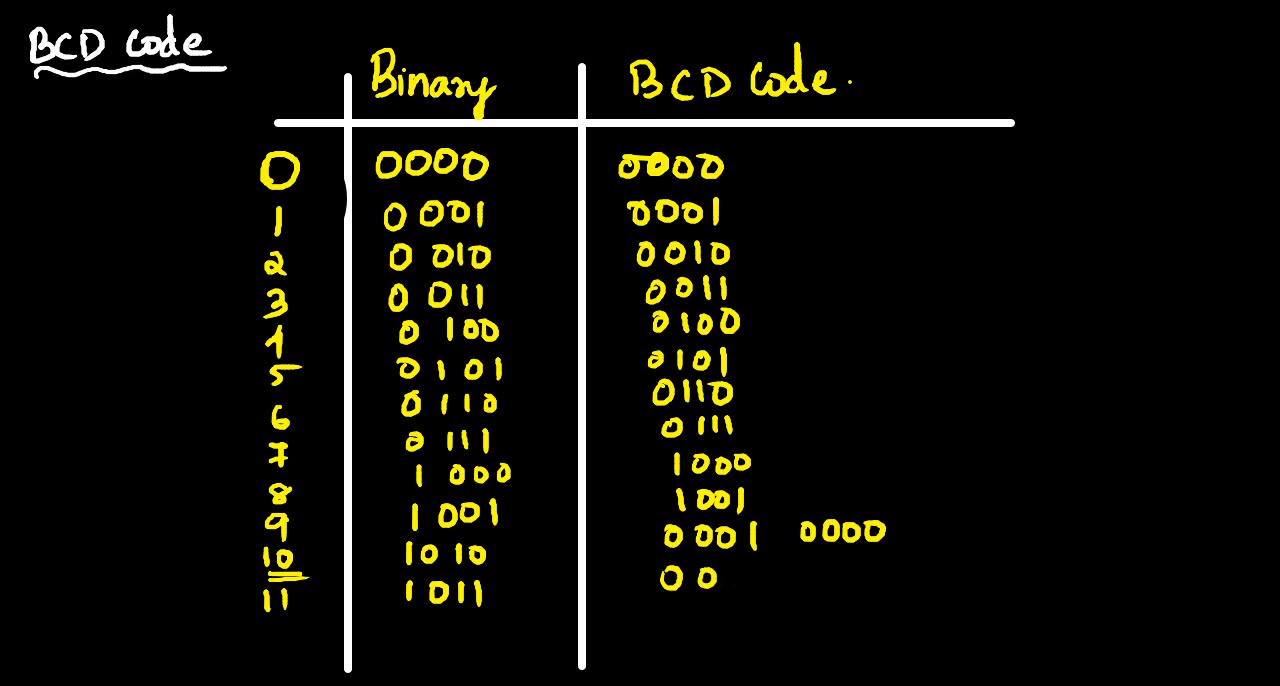 BCD code
Binary BCD Code.
0 0000 0000
1 0001 0001
2 0010 0010
3 0011 0011
4 0100 0100
5 0101 0101
6 0110 0110
7 0111 0111
8 1000 1000
9 1001 1001
10 1010 0001 0000
11 1011 00